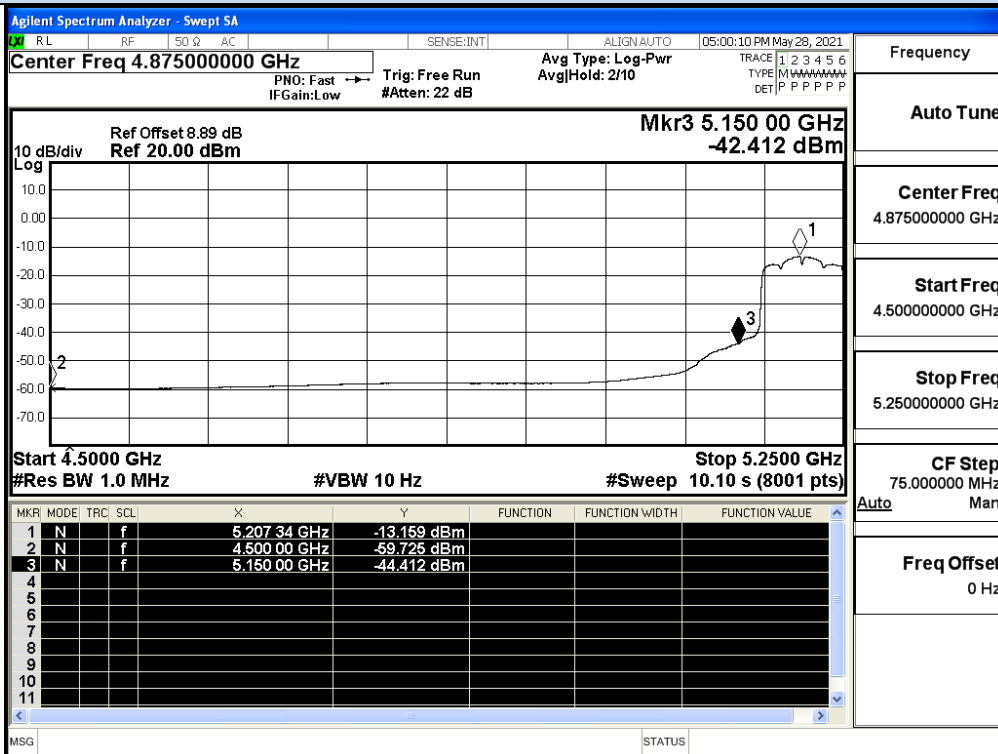 Agilent Spectrum Analyzer - Swept SA
LXI RL RF 50 Ω AC SENSE:INT ALIGN AUTO 05:00:10 PM May 28, 2021
Center Freq 4.875000000 GHz
PNO: Fast
IFGain:Low
Trig: Free Run
#Atten: 22 dB
Avg Type: Log-Pwr
Avg|Hold: 2/10
TRACE 1 2 3 4 5 6
TYPE M WWWWW
DET P P P P P P
Ref Offset 8.89 dB
10 dB/div Ref 20.00 dBm
Log
Mkr3 5.150 00 GHz
-42.412 dBm
10.0
0.00
-10.0
-20.0
-30.0
-40.0
-50.0
-60.0
-70.0
1
2
3
Start 4.5000 GHz Stop 5.2500 GHz
#Res BW 1.0 MHz #VBW 10 Hz #Sweep 10.10 s (8001 pts)
MKR MODE TRC SCL X Y FUNCTION FUNCTION WIDTH FUNCTION VALUE
1 N f 5.207 34 GHz -13.159 dBm
2 N f 4.500 00 GHz -59.725 dBm
3 N f 5.150 00 GHz -44.412 dBm
4
5
6
7
8
9
10
11
MSG STATUS
Frequency
Auto Tune
Center Freq
4.875000000 GHz
Start Freq
4.500000000 GHz
Stop Freq
5.250000000 GHz
CF Step
75.000000 MHz
Auto Man
Freq Offset
0 Hz